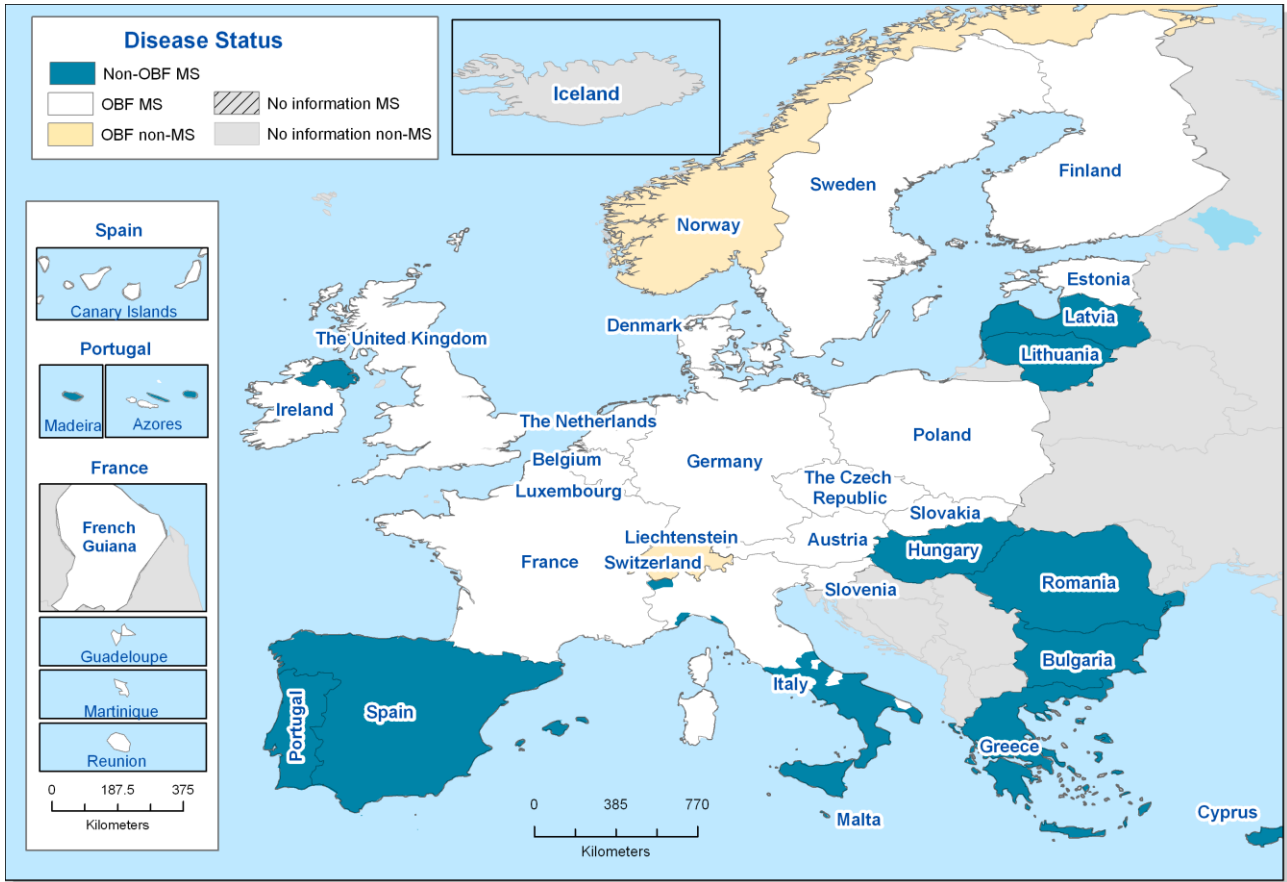 Disease Status
Non-OBF MS
OBF MS
No information MS
OBF non-MS
No information non-MS
Iceland
Spain
Canary Islands
Portugal
Madeira
Azores
France
French
Guiana
Guadeloupe
Martinique
Reunion
0 187.5 375
Kilometers
Norway
Sweden
Finland
Estonia
Latvia
Lithuania
Denmark
The United Kingdom
Ireland
The Netherlands
Belgium
Luxembourg
Germany
Poland
The Czech
Republic
Slovakia
Liechtenstein
Austria
Hungary
France
Switzerland
Slovenia
Romania
Bulgaria
Italy
Spain
Portugal
Greece
Malta
Cyprus
0 385 770
Kilometers